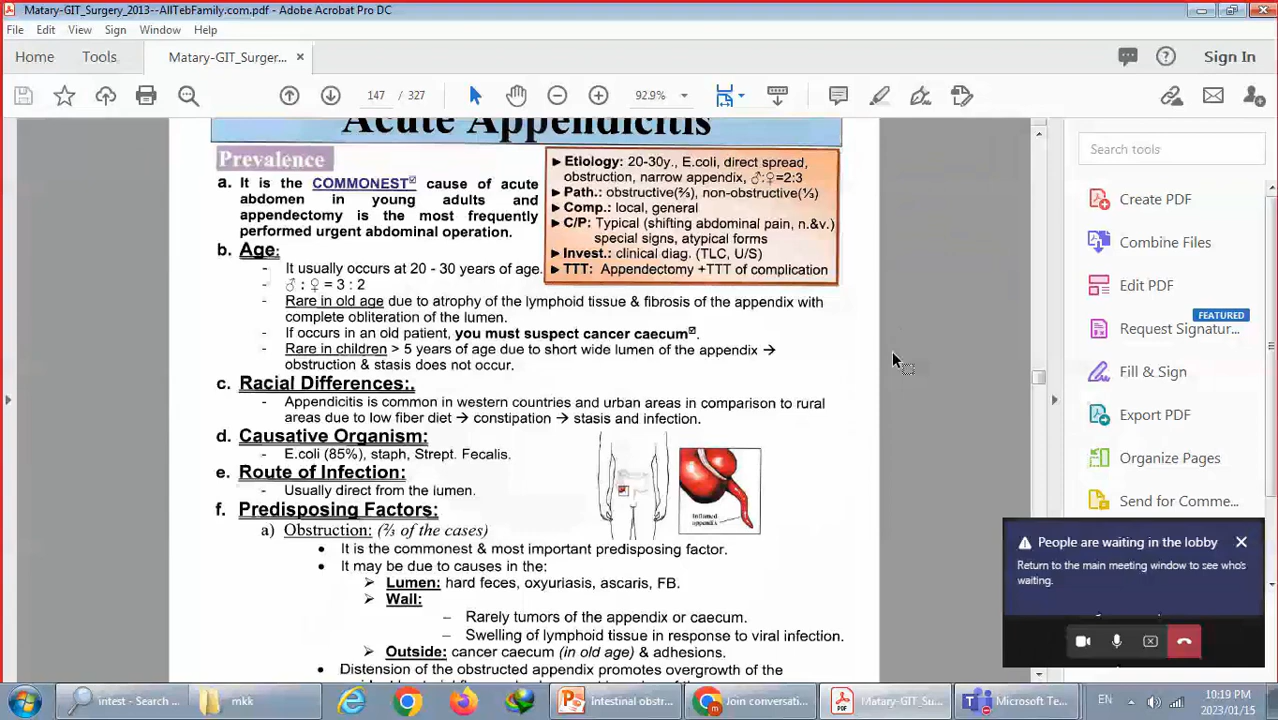 Matary-GIT_Surgery_2013--AllTebFamily.com.pdf - Adobe Acrobat Pro DC
File Edit View Sign Window Help
Home Tools Matary-GIT_Surger... × Sign In
147 / 327 92.9%
Acute Appendicitis
Prevalence
a. It is the COMMONEST cause of acute
abdomen in young adults and
appendectomy is the most frequently
performed urgent abdominal operation.
Etiology: 20-30y., E.coli, direct spread,
obstruction, narrow appendix, ♂:♀=2:3
Path.: obstructive(⅔), non-obstructive(⅓)
Comp.: local, general
C/P: Typical (shifting abdominal pain, n.&v.)
special signs, atypical forms
Invest.: clinical diag. (TLC, U/S)
TTT: Appendectomy +TTT of complication
b. Age:
- It usually occurs at 20 - 30 years of age.
- ♂ : ♀ = 3 : 2
- Rare in old age due to atrophy of the lymphoid tissue & fibrosis of the appendix with
complete obliteration of the lumen.
- If occurs in an old patient, you must suspect cancer caecum.
- Rare in children > 5 years of age due to short wide lumen of the appendix →
obstruction & stasis does not occur.
c. Racial Differences:.
- Appendicitis is common in western countries and urban areas in comparison to rural
areas due to low fiber diet → constipation → stasis and infection.
d. Causative Organism:
- E.coli (85%), staph, Strept. Fecalis.
e. Route of Infection:
- Usually direct from the lumen.
Inflamed
appendix
f. Predisposing Factors:
a) Obstruction: (⅔ of the cases)
• It is the commonest & most important predisposing factor.
• It may be due to causes in the:
➢ Lumen: hard feces, oxyuriasis, ascaris, FB.
➢ Wall:
− Rarely tumors of the appendix or caecum.
− Swelling of lymphoid tissue in response to viral infection.
➢ Outside: cancer caecum (in old age) & adhesions.
• Distension of the obstructed appendix promotes overgrowth of the
Search tools
Create PDF
Combine Files
Edit PDF
FEATURED
Request Signatur...
Fill & Sign
Export PDF
Organize Pages
Send for Comme...
People are waiting in the lobby
Return to the main meeting window to see who's
waiting.
intest - Search ... mkk Intestinal obstr... Join conversati... Matary-GIT_Su... Microsoft Te... EN 10:19 PM
2023/01/15